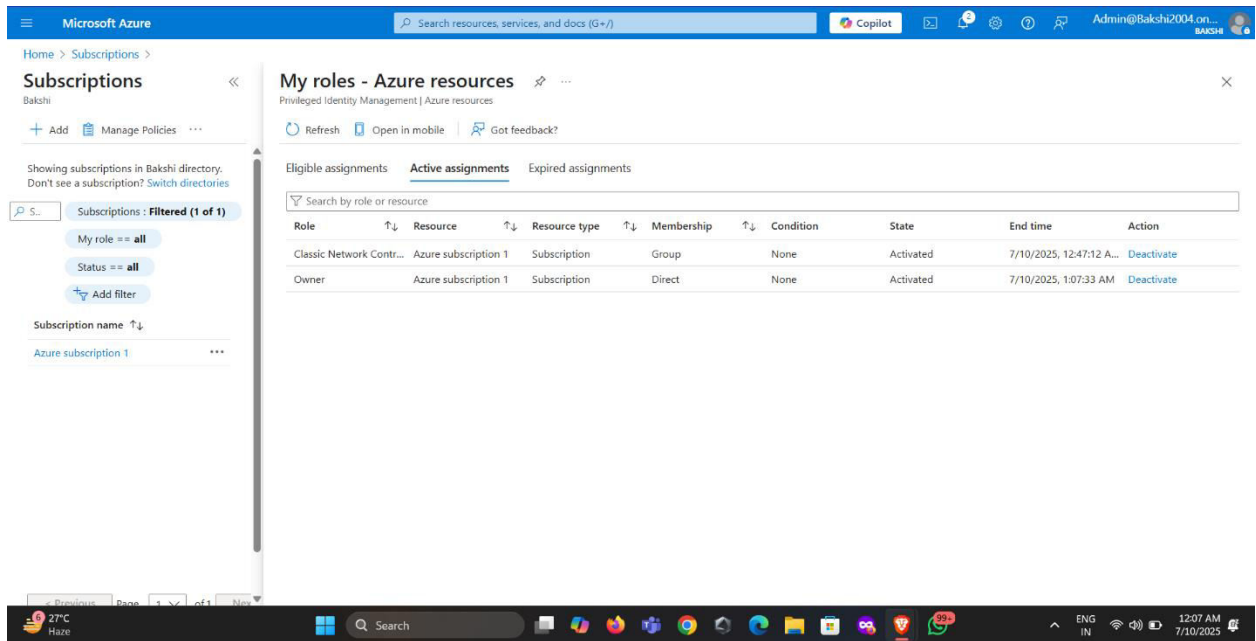 Microsoft Azure
Search resources, services, and docs (G+/)
Copilot
2
Admin@Bakshi2004.on...
BAKSHI
Home > Subscriptions >
Subscriptions
Bakshi
+ Add Manage Policies ...
Showing subscriptions in Bakshi directory.
Don't see a subscription? Switch directories
S.. Subscriptions : Filtered (1 of 1)
My role == all
Status == all
Add filter
Subscription name
Azure subscription 1 ...
< Previous Page 1 of 1
My roles - Azure resources ...
Privileged Identity Management | Azure resources
Refresh Open in mobile Got feedback?
Eligible assignments Active assignments Expired assignments
Search by role or resource
Role Resource Resource type Membership Condition State End time Action
Classic Network Contr... Azure subscription 1 Subscription Group None Activated 7/10/2025, 12:47:12 A... Deactivate
Owner Azure subscription 1 Subscription Direct None Activated 7/10/2025, 1:07:33 AM Deactivate
6 27°C
Haze
Search
99+
ENG
IN
12:07 AM
7/10/2025